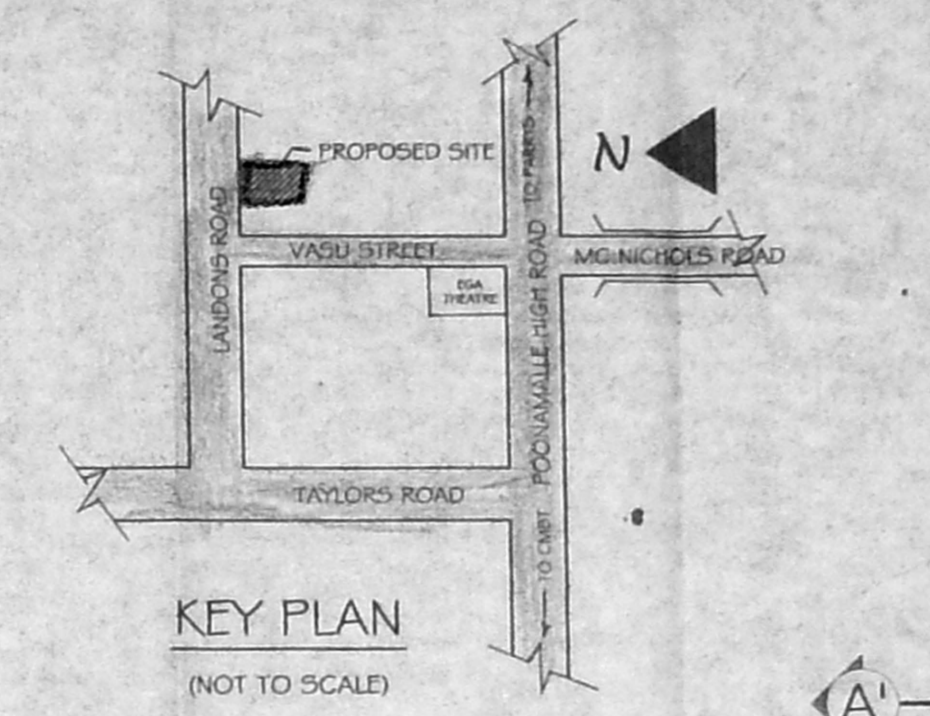 PROPOSED SITE
N
TO PARRIS
LANDONS ROAD
VASU STREET
MC.NICHOLS ROAD
EGA
THEATRE
POONAMALLE HIGH ROAD
TAYLORS ROAD
TO CMBT
KEY PLAN
(NOT TO SCALE)
A'